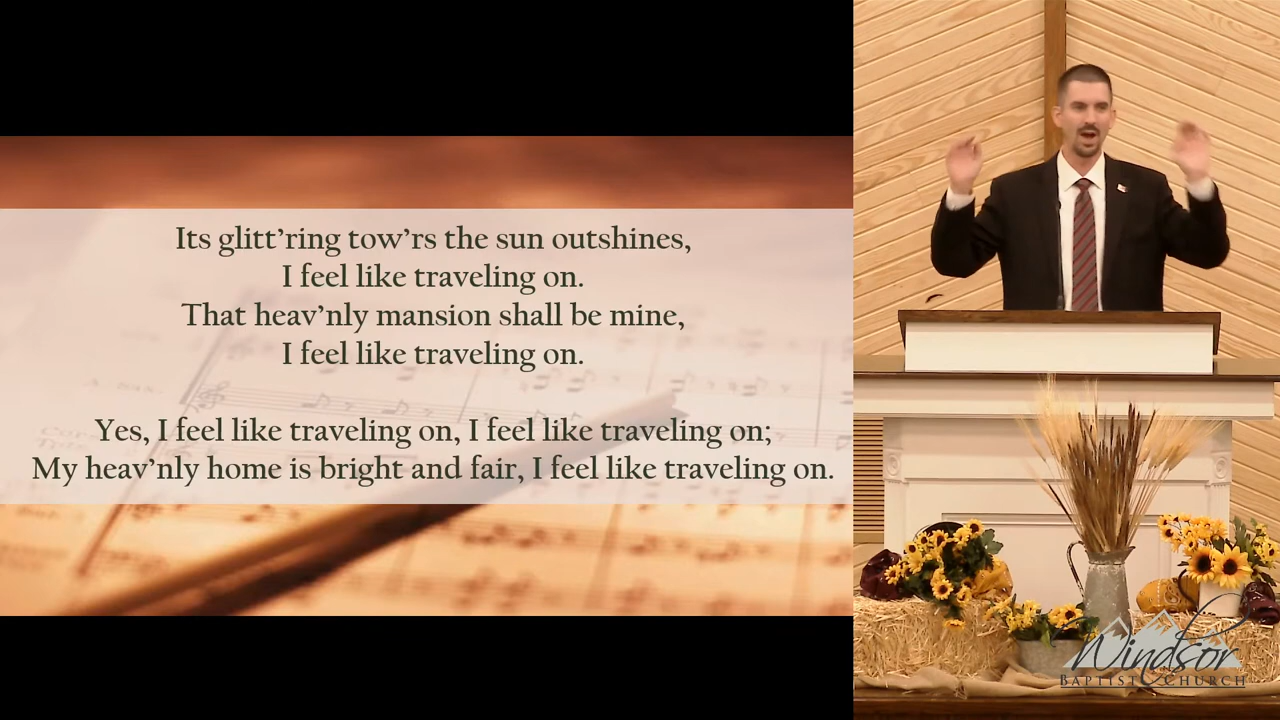 Its glitt’ring tow’rs the sun outshines,
I feel like traveling on.
That heav’nly mansion shall be mine,
I feel like traveling on.
Yes, I feel like traveling on, I feel like traveling on;
My heav’nly home is bright and fair, I feel like traveling on.
Windsor
BAPTIST CHURCH